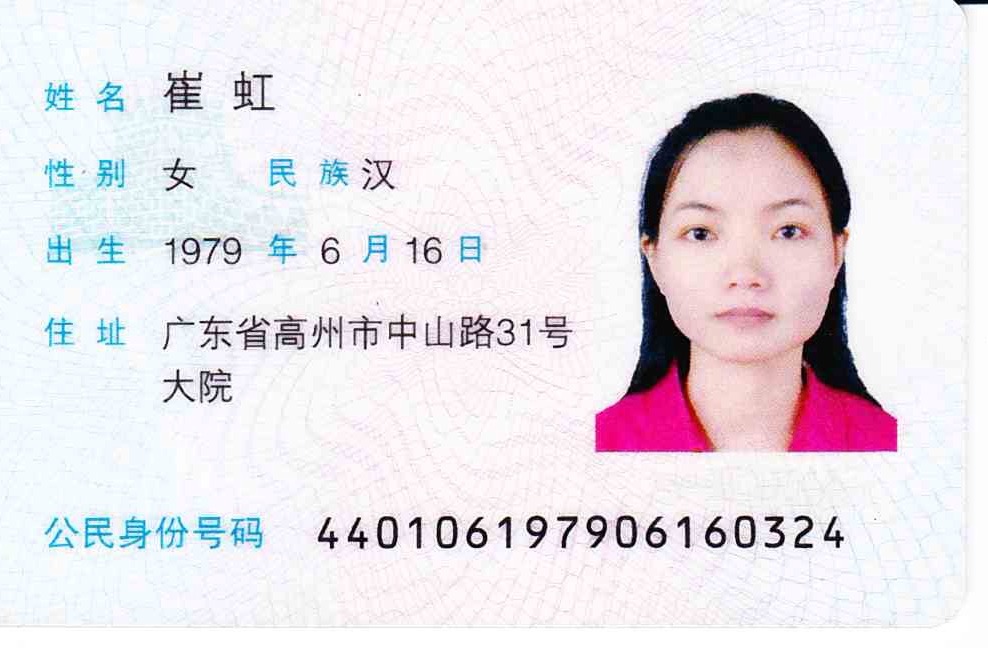 姓名 崔虹
性别 女 民族 汉
出生 1979 年 6 月 16 日
住址 广东省高州市中山路31号
大院
公民身份号码 440106197906160324